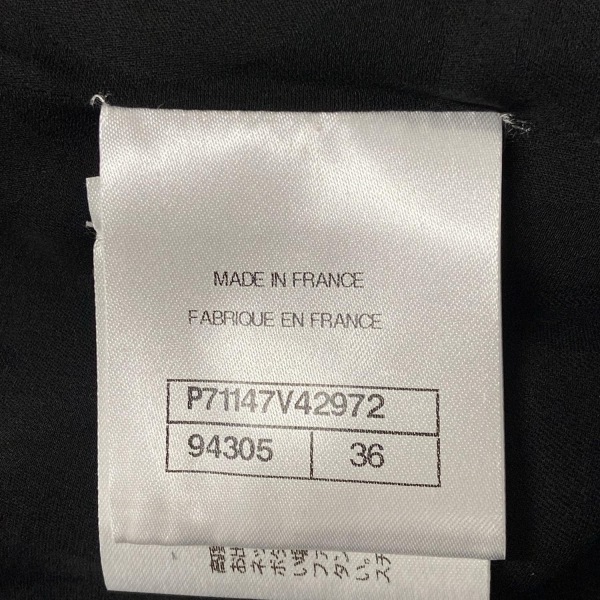 MADE IN FRANCE
FABRIQUE EN FRANCE
P71147V42972
94305 36